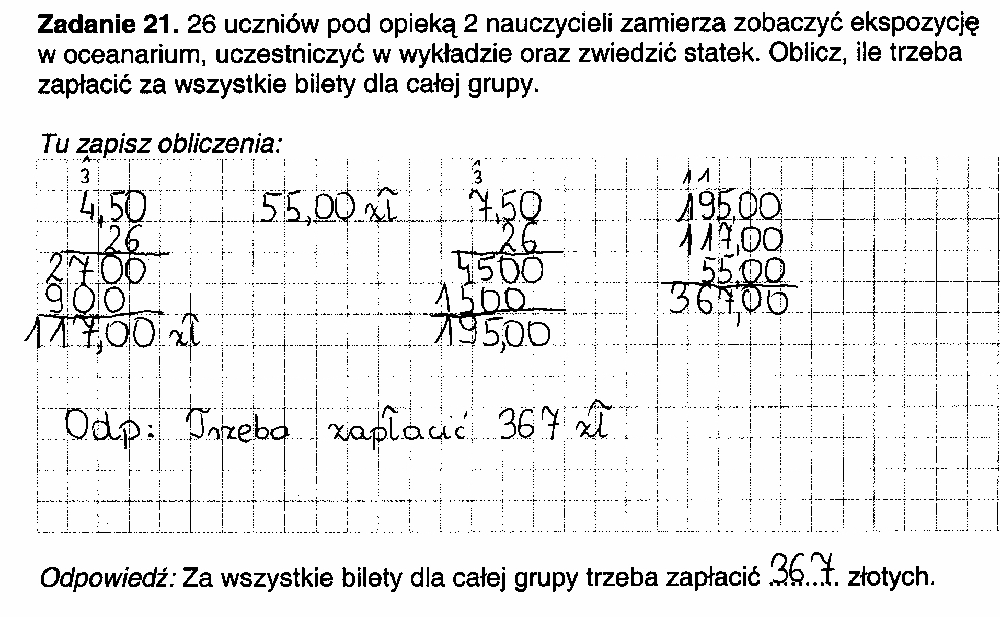 Zadanie 21. 26 uczniów pod opieką 2 nauczycieli zamierza zobaczyć ekspozycję
w oceanarium, uczestniczyć w wykładzie oraz zwiedzić statek. Oblicz, ile trzeba
zapłacić za wszystkie bilety dla całej grupy.
Tu zapisz obliczenia:
1
3
4,50
26
2700
900
117,00 zł
55,00 zł
1
3
7,50
26
4500
1500
195,00
11
195,00
117,00
55,00
367,00
Odp: Trzeba zapłacić 367 zł
Odpowiedź: Za wszystkie bilety dla całej grupy trzeba zapłacić 367 złotych.